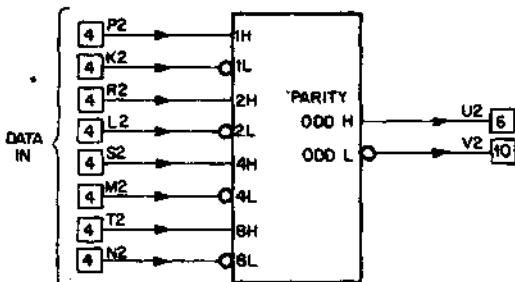 DATA IN
4 P2 1H
4 K2 1L
4 R2 2H
4 L2 2L
4 S2 4H
4 M2 4L
4 T2 8H
4 N2 8L
PARITY
ODD H U2 6
ODD L V2 10